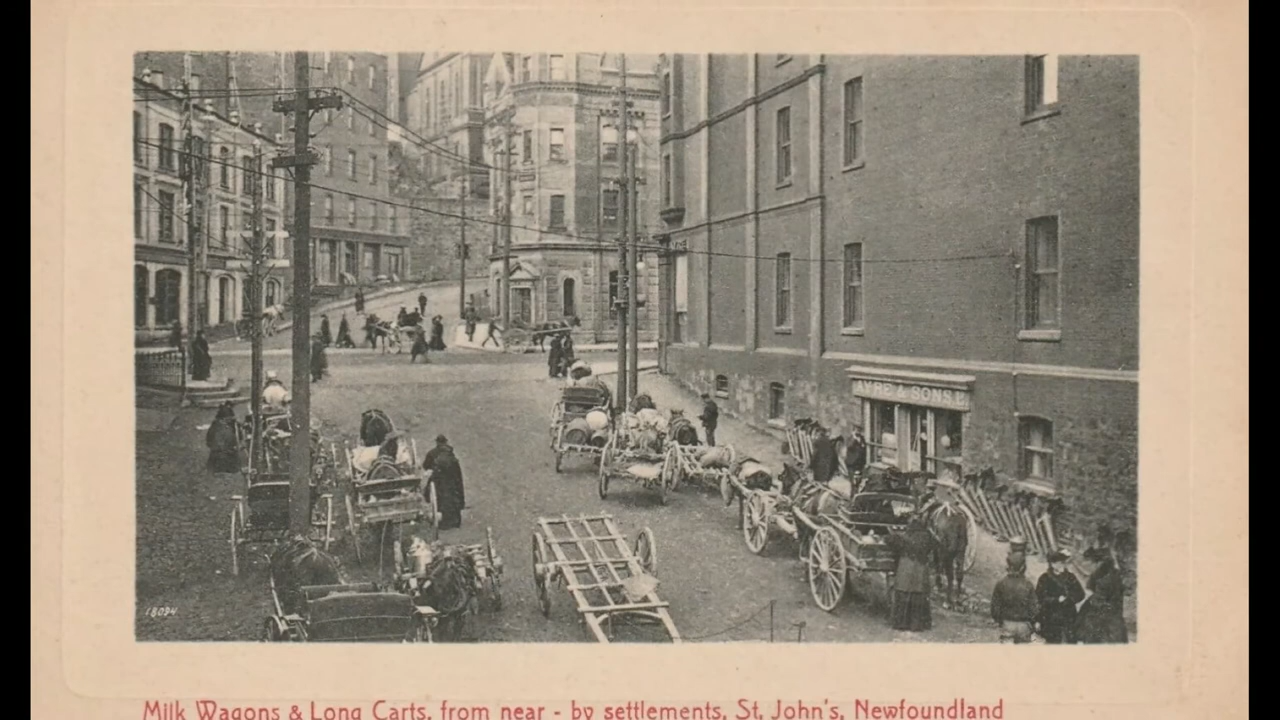 AYRE & SONS L
18094
Milk Wagons & Long Carts, from near - by settlements, St. John's, Newfoundland